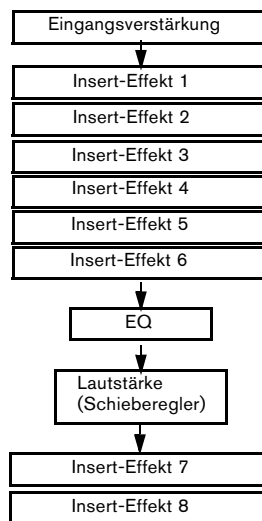 Eingangsverstärkung
Insert-Effekt 1
Insert-Effekt 2
Insert-Effekt 3
Insert-Effekt 4
Insert-Effekt 5
Insert-Effekt 6
EQ
Lautstärke
(Schieberegler)
Insert-Effekt 7
Insert-Effekt 8